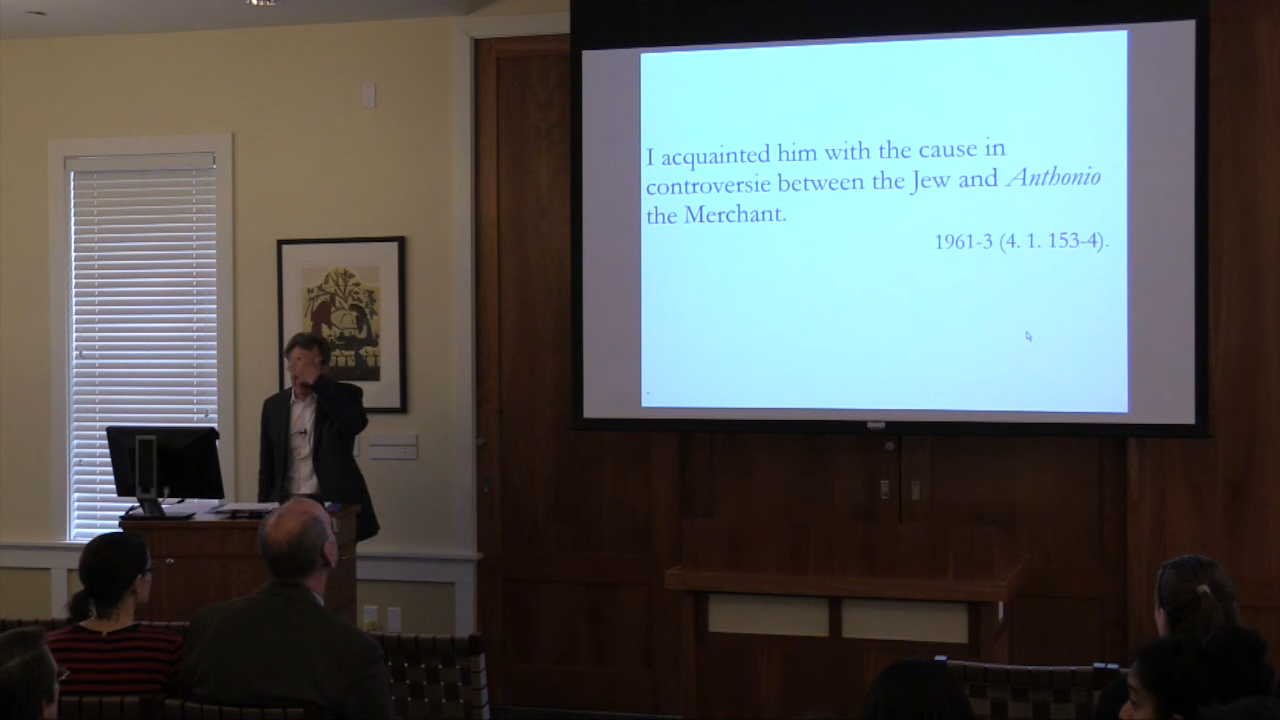 I acquainted him with the cause in
controversie between the Jew and Anthonio
the Merchant.
1961-3 (4. 1. 153-4).